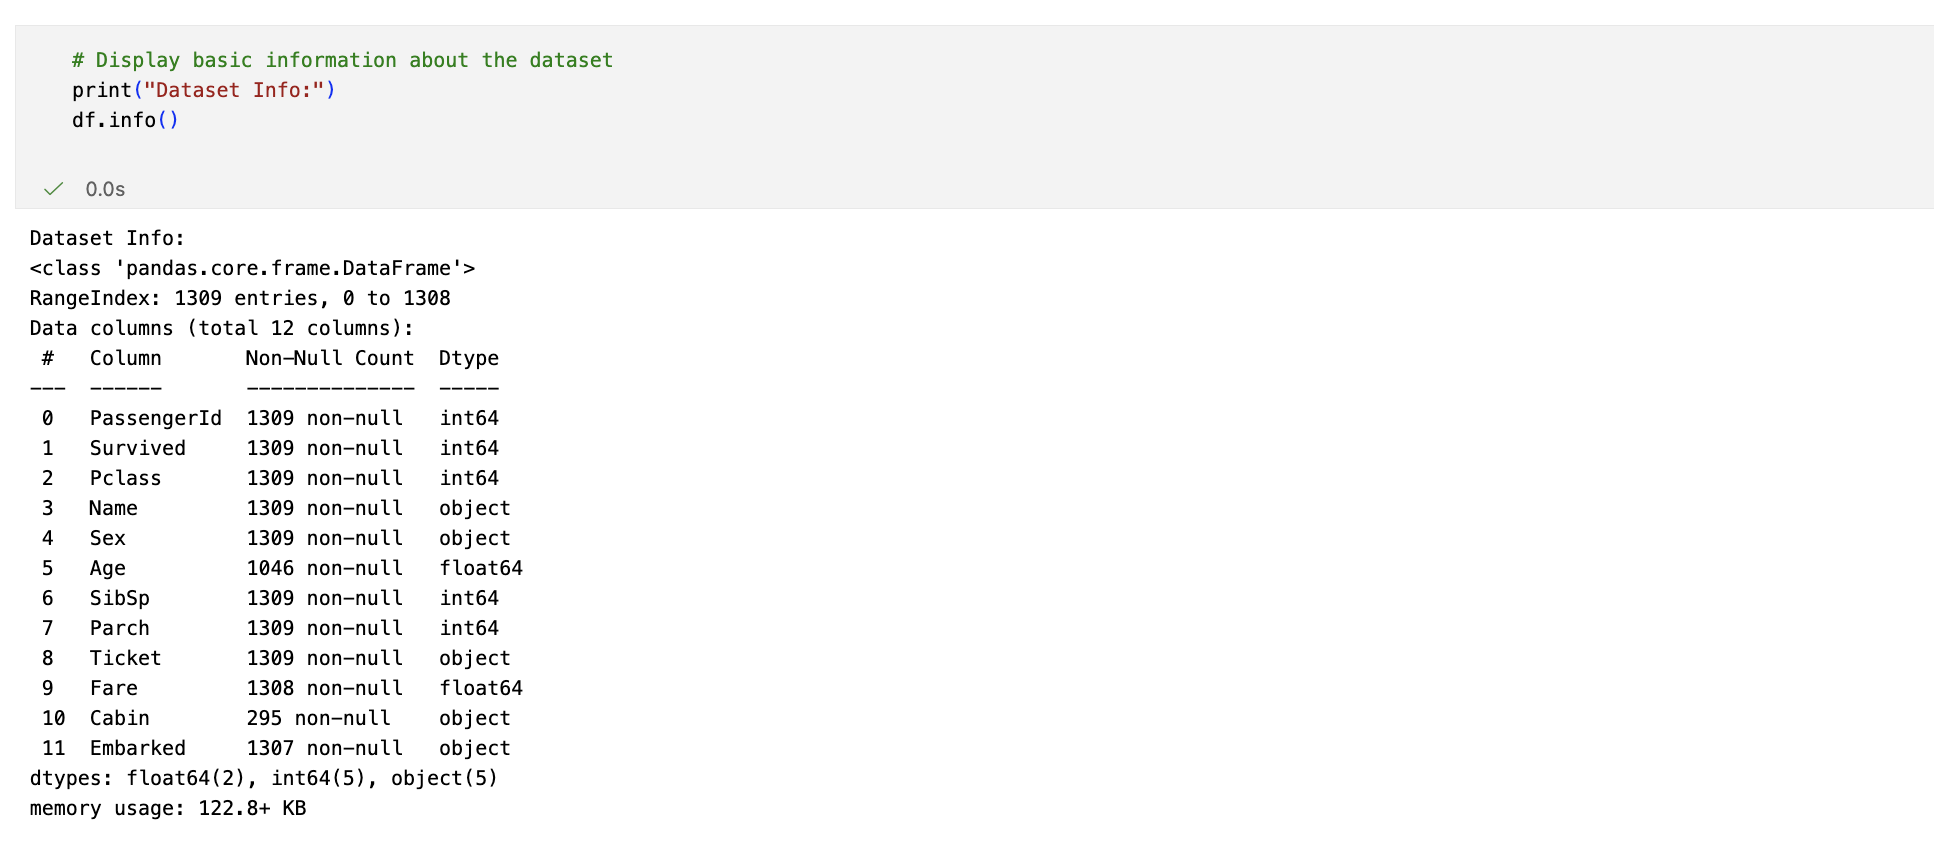 # Display basic information about the dataset
print("Dataset Info:")
df.info()
0.0s
Dataset Info:
<class 'pandas.core.frame.DataFrame'>
RangeIndex: 1309 entries, 0 to 1308
Data columns (total 12 columns):
 #   Column       Non-Null Count  Dtype
---  ------       --------------  -----
 0   PassengerId  1309 non-null   int64
 1   Survived     1309 non-null   int64
 2   Pclass       1309 non-null   int64
 3   Name         1309 non-null   object
 4   Sex          1309 non-null   object
 5   Age          1046 non-null   float64
 6   SibSp        1309 non-null   int64
 7   Parch        1309 non-null   int64
 8   Ticket       1309 non-null   object
 9   Fare         1308 non-null   float64
 10  Cabin        295 non-null    object
 11  Embarked     1307 non-null   object
dtypes: float64(2), int64(5), object(5)
memory usage: 122.8+ KB